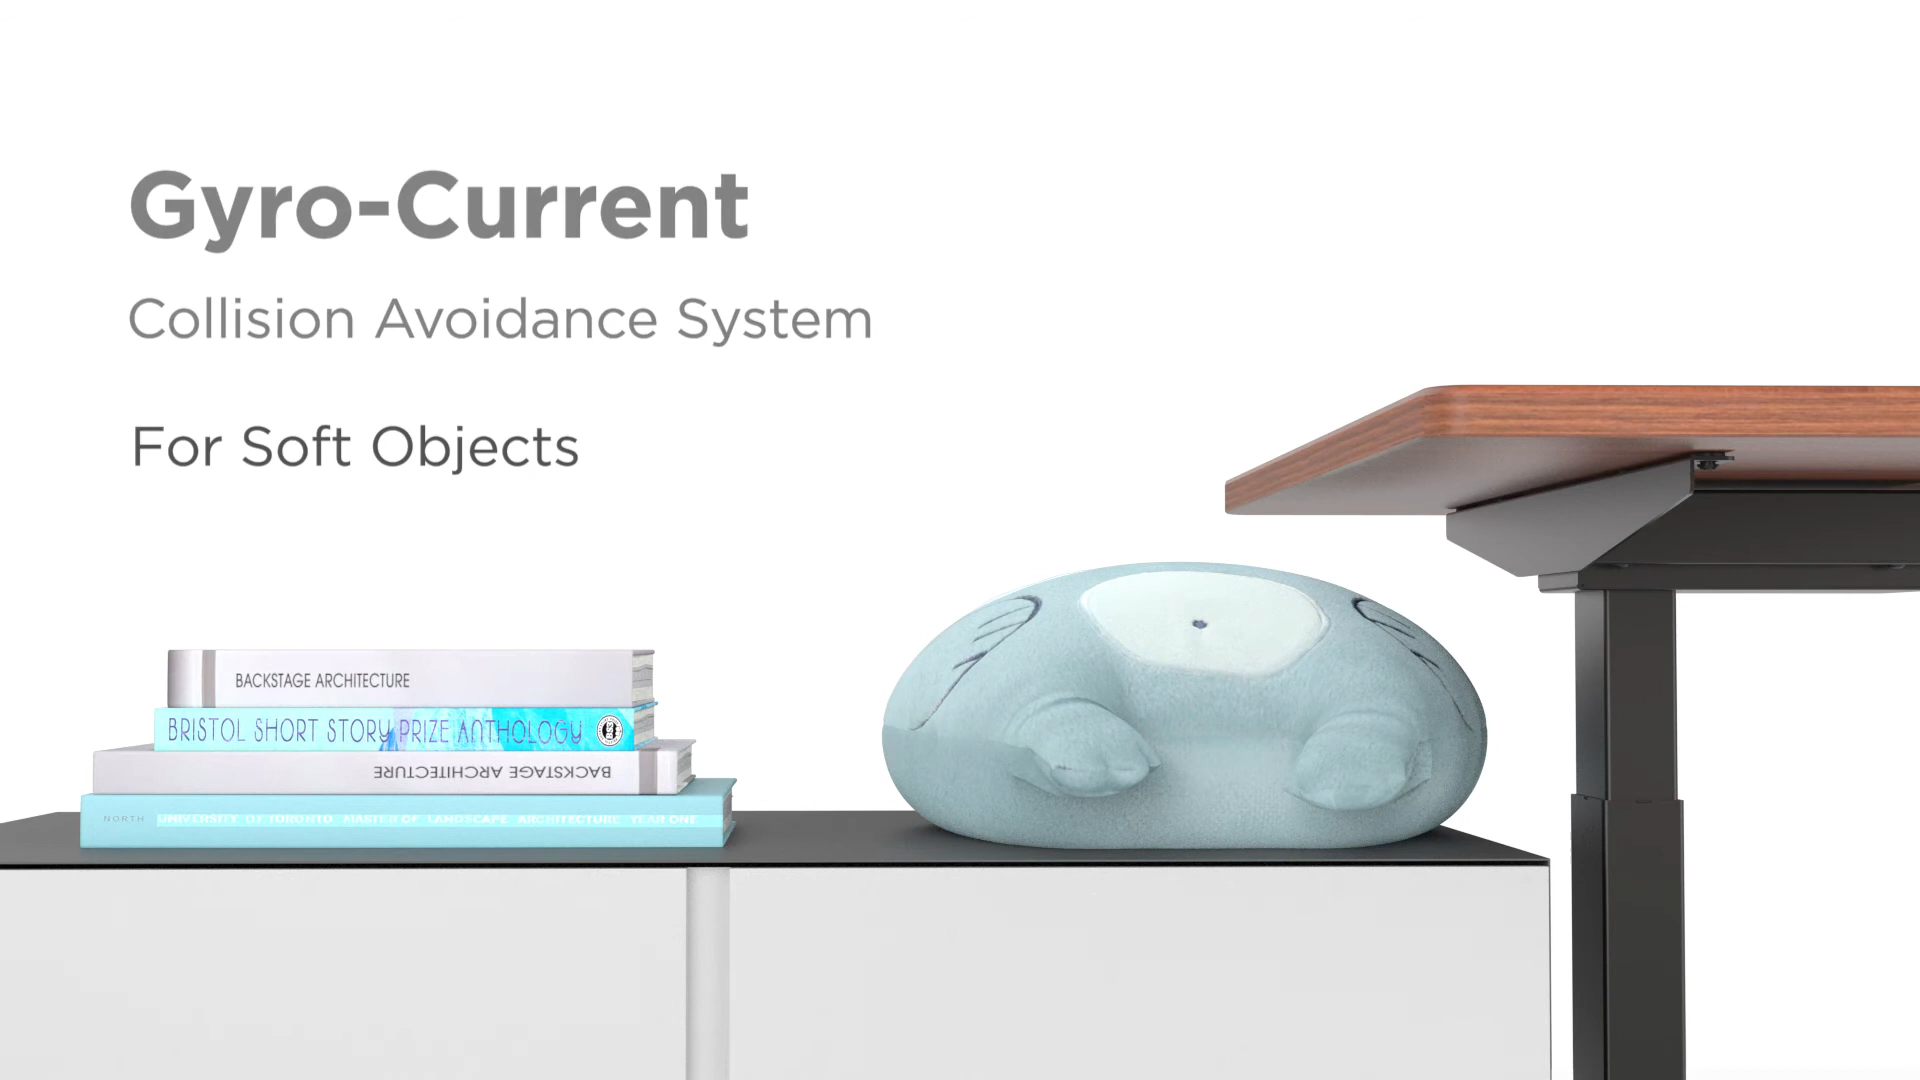 Gyro-Current
Collision Avoidance System
For Soft Objects
BACKSTAGE ARCHITECTURE
BRISTOL SHORT STORY PRIZE ANTHOLOGY
BACKSTAGE ARCHITECTURE
NORTH UNIVERSITY OF TORONTO MASTER OF LANDSCAPE ARCHITECTURE YEAR ONE